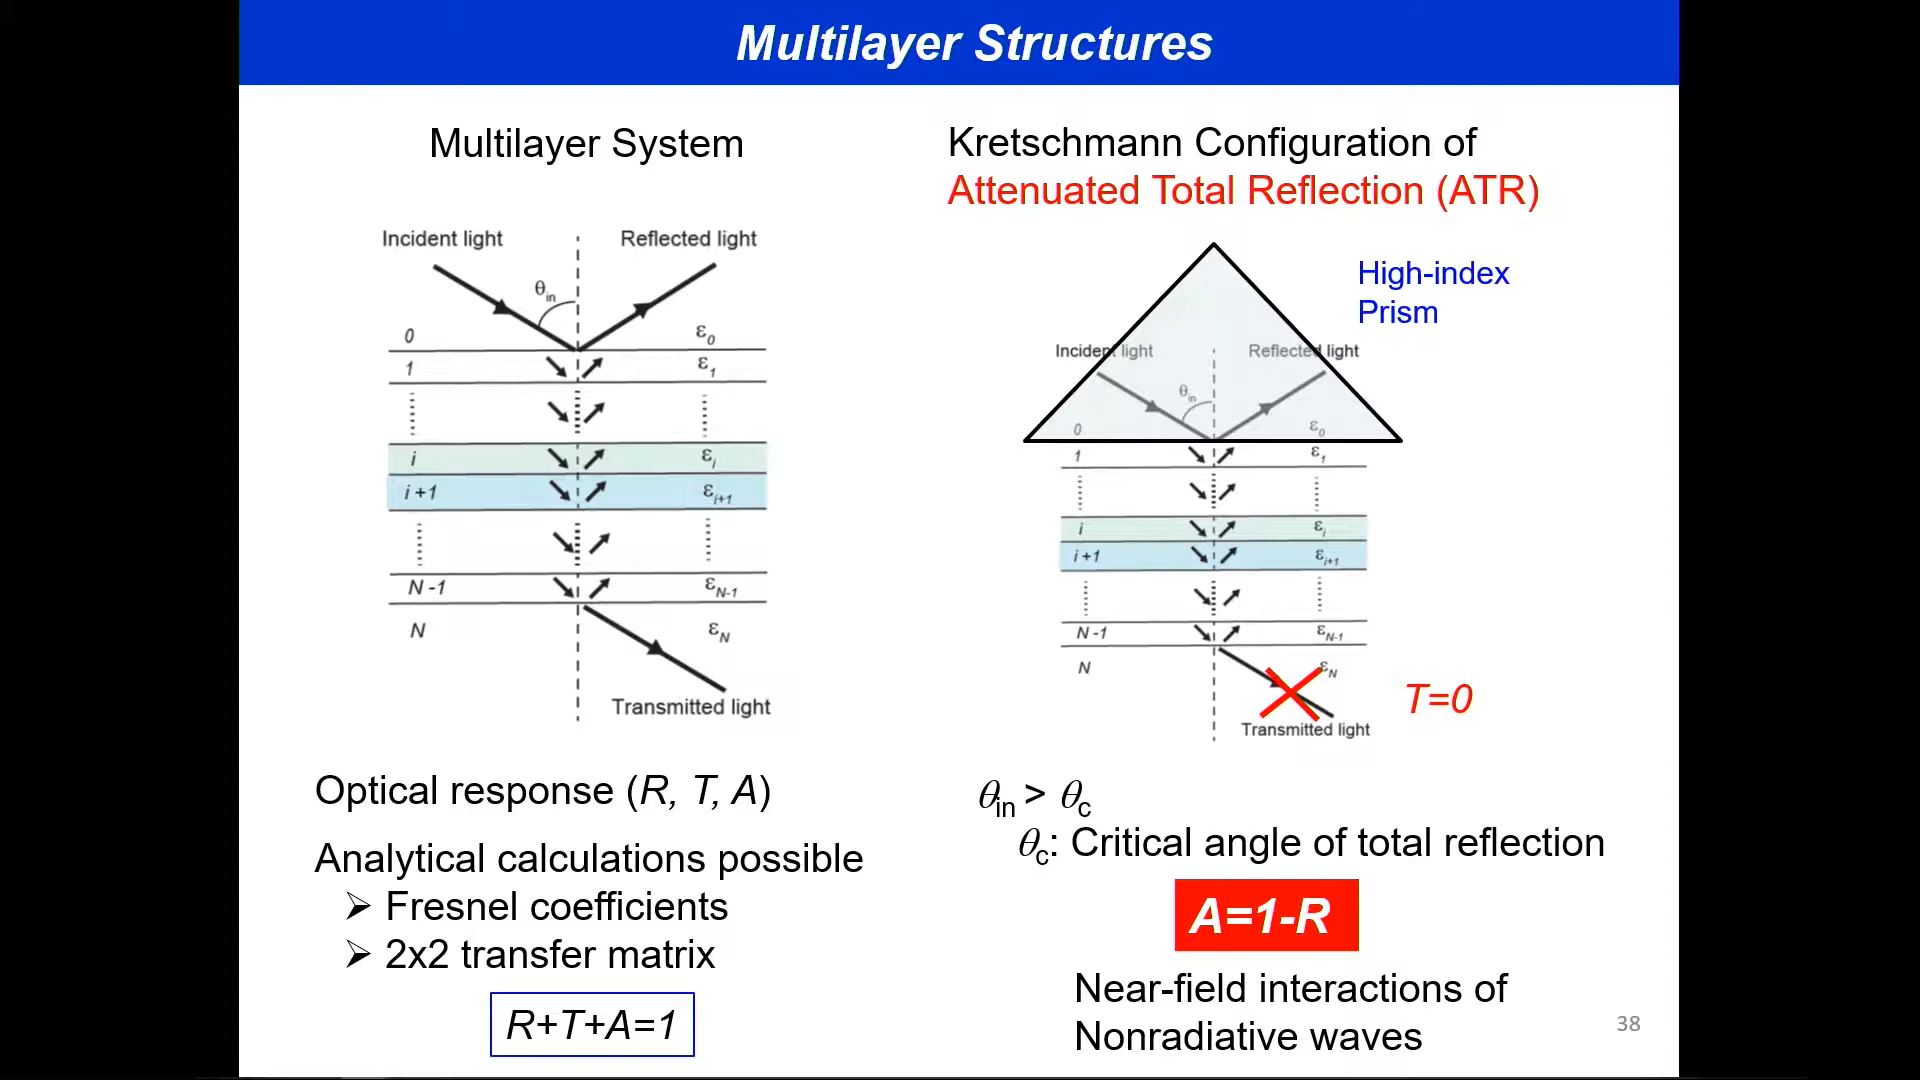 Multilayer Structures
Multilayer System
Incident light
Reflected light
θin
0
ε0
1
ε1
i
εi
i+1
εi+1
N-1
εN-1
N
εN
Transmitted light
Optical response (R, T, A)
Analytical calculations possible
➢ Fresnel coefficients
➢ 2x2 transfer matrix
R+T+A=1
Kretschmann Configuration of
Attenuated Total Reflection (ATR)
High-index
Prism
Incident light
Reflected light
θin
0
ε0
1
ε1
i
εi
i+1
εi+1
N-1
εN-1
N
εN
T=0
Transmitted light
θin > θc
θc: Critical angle of total reflection
A=1-R
Near-field interactions of
Nonradiative waves
38